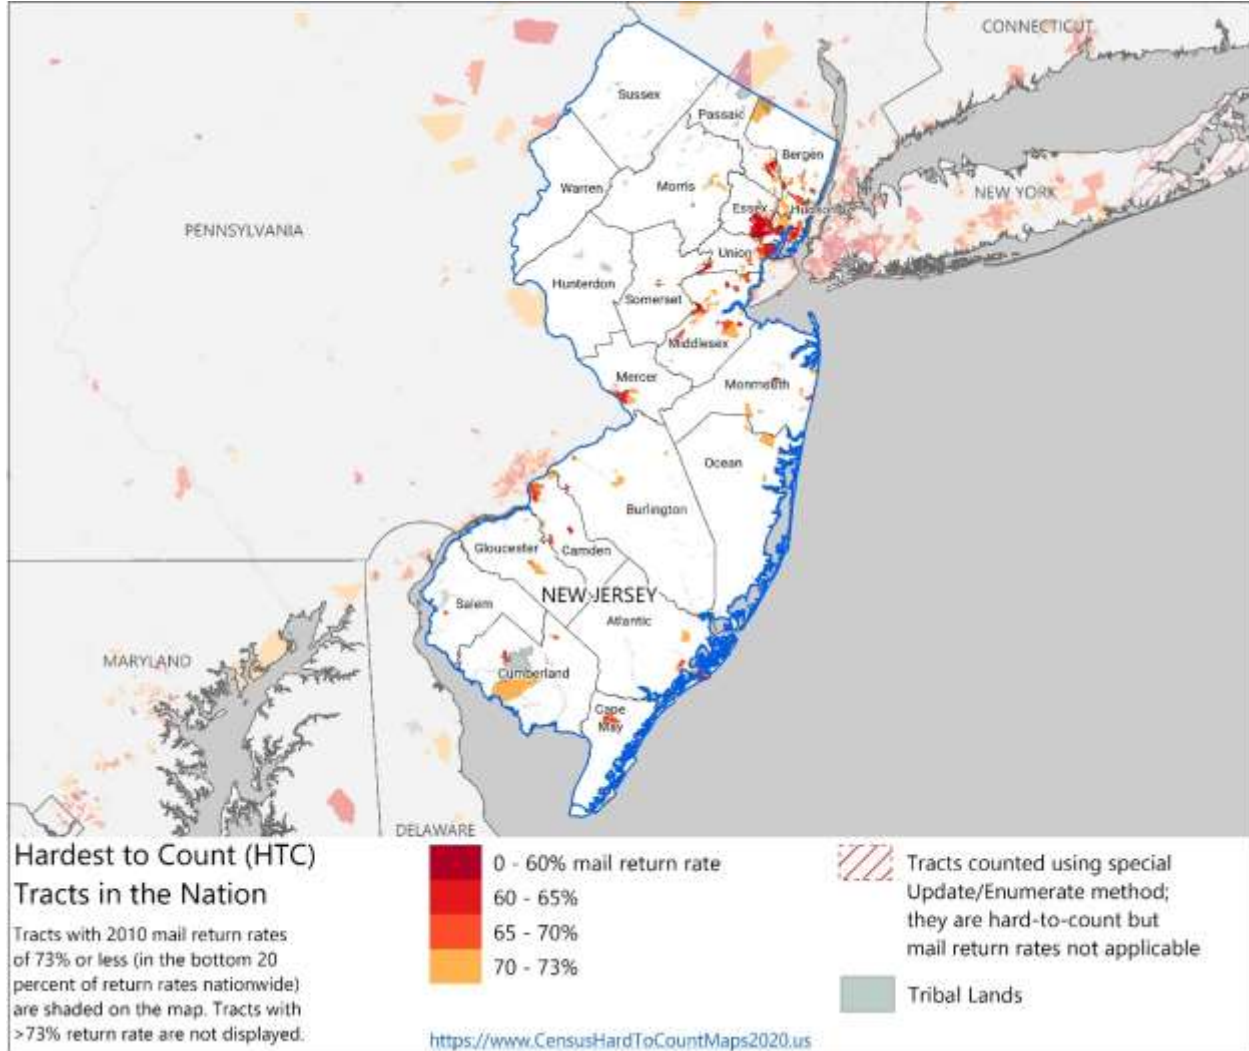 CONNECTICUT
Sussex
Passaic
Bergen
Warren
Morris
NEW YORK
Essex
Hudson
PENNSYLVANIA
Union
Hunterdon
Somerset
Middlesex
Mercer
Monmouth
Ocean
Burlington
Gloucester
Camden
NEW JERSEY
Salem
Atlantic
MARYLAND
Cumberland
Cape
May
DELAWARE
Hardest to Count (HTC)
Tracts in the Nation
Tracts with 2010 mail return rates
of 73% or less (in the bottom 20
percent of return rates nationwide)
are shaded on the map. Tracts with
>73% return rate are not displayed.
0 - 60% mail return rate
60 - 65%
65 - 70%
70 - 73%
https://www.CensusHardToCountMaps2020.us
Tracts counted using special
Update/Enumerate method;
they are hard-to-count but
mail return rates not applicable
Tribal Lands